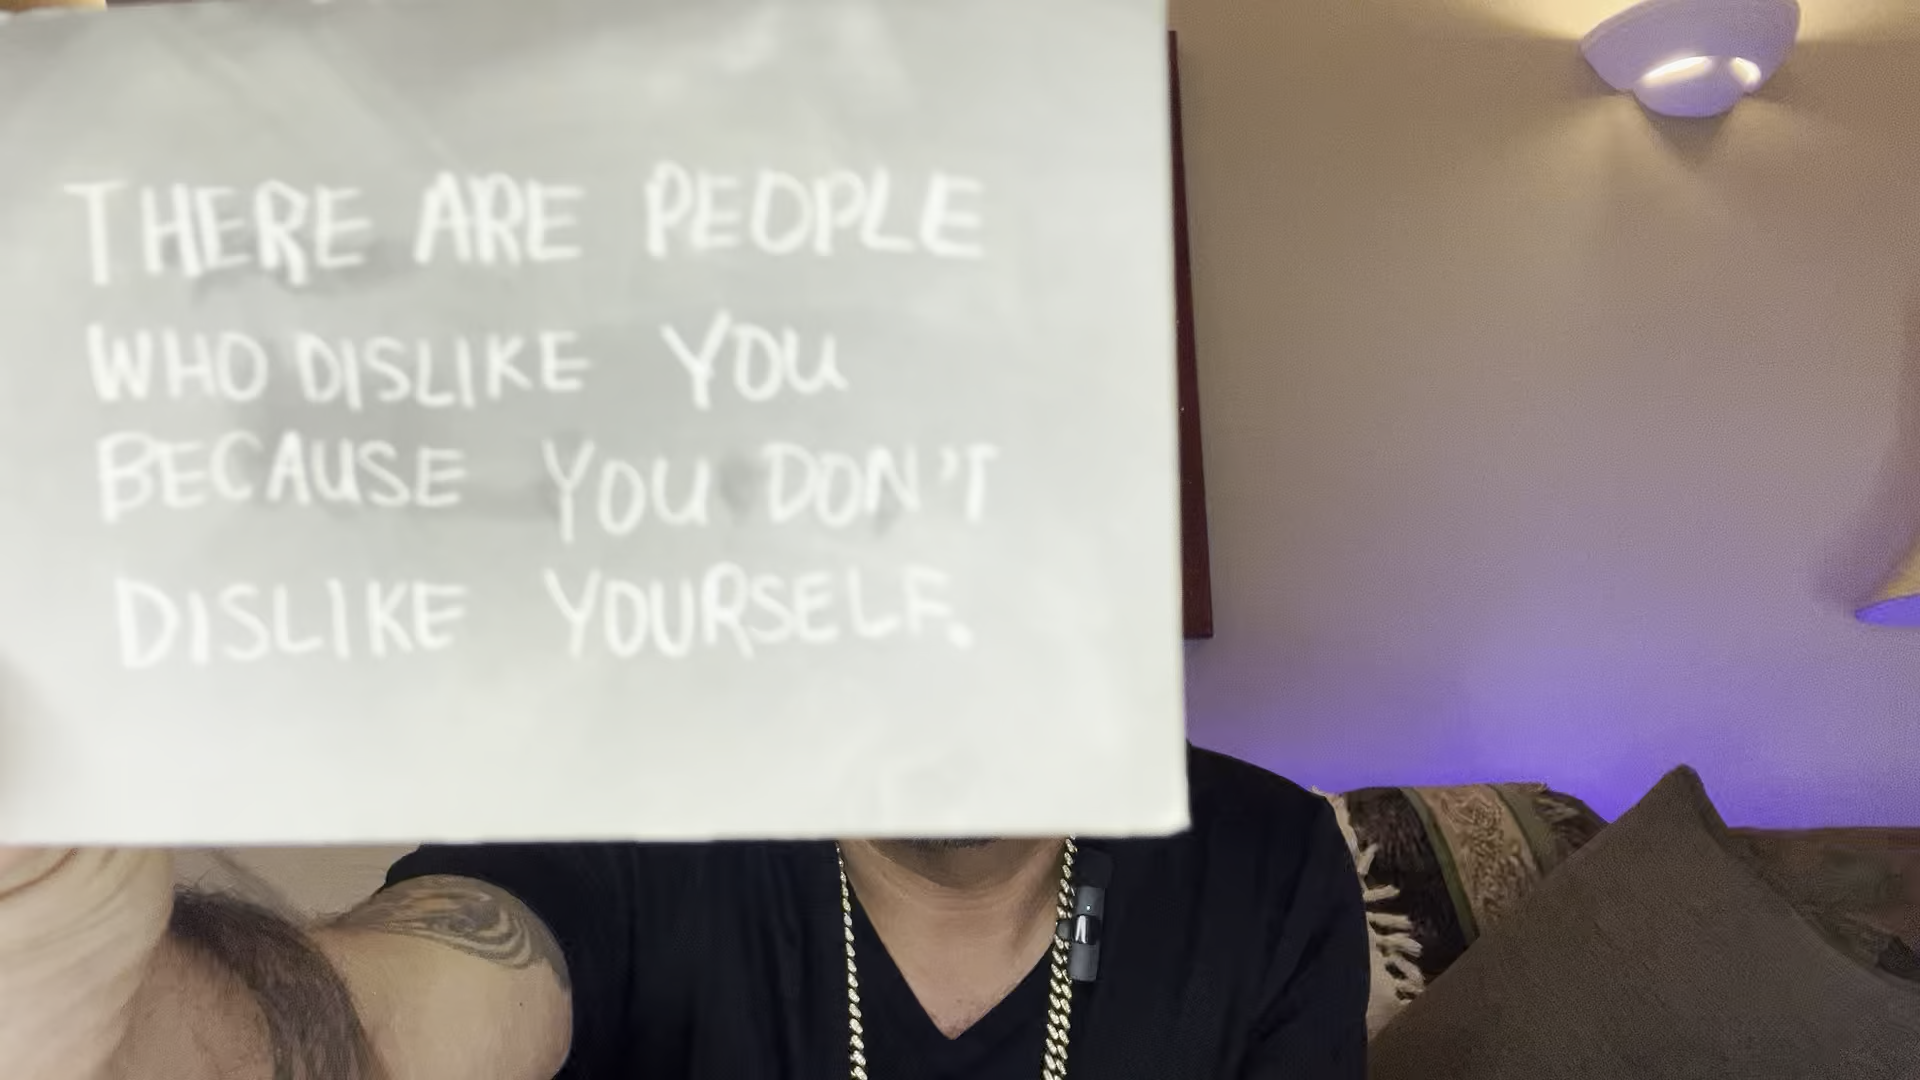 THERE ARE PEOPLE
WHO DISLIKE YOU
BECAUSE YOU DON'T
DISLIKE YOURSELF.